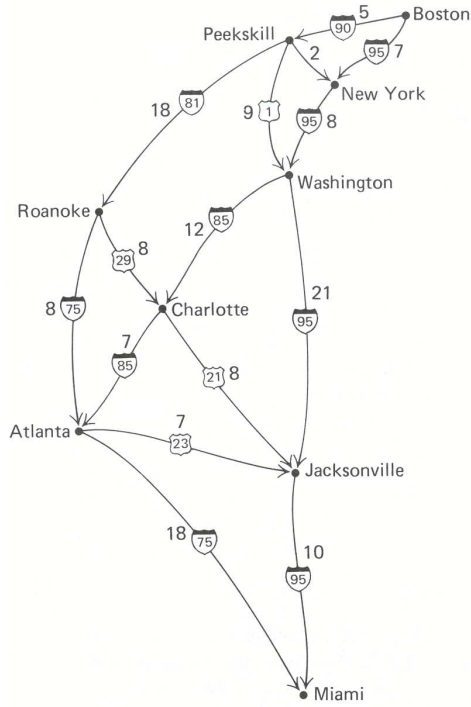 5
Boston
90
Peekskill
2
95 7
New York
18 81
9 1
95 8
Washington
Roanoke
12 85
8
29
21
8 75
Charlotte
95
7
85
21 8
7
Atlanta
23
Jacksonville
18 75
10
95
Miami